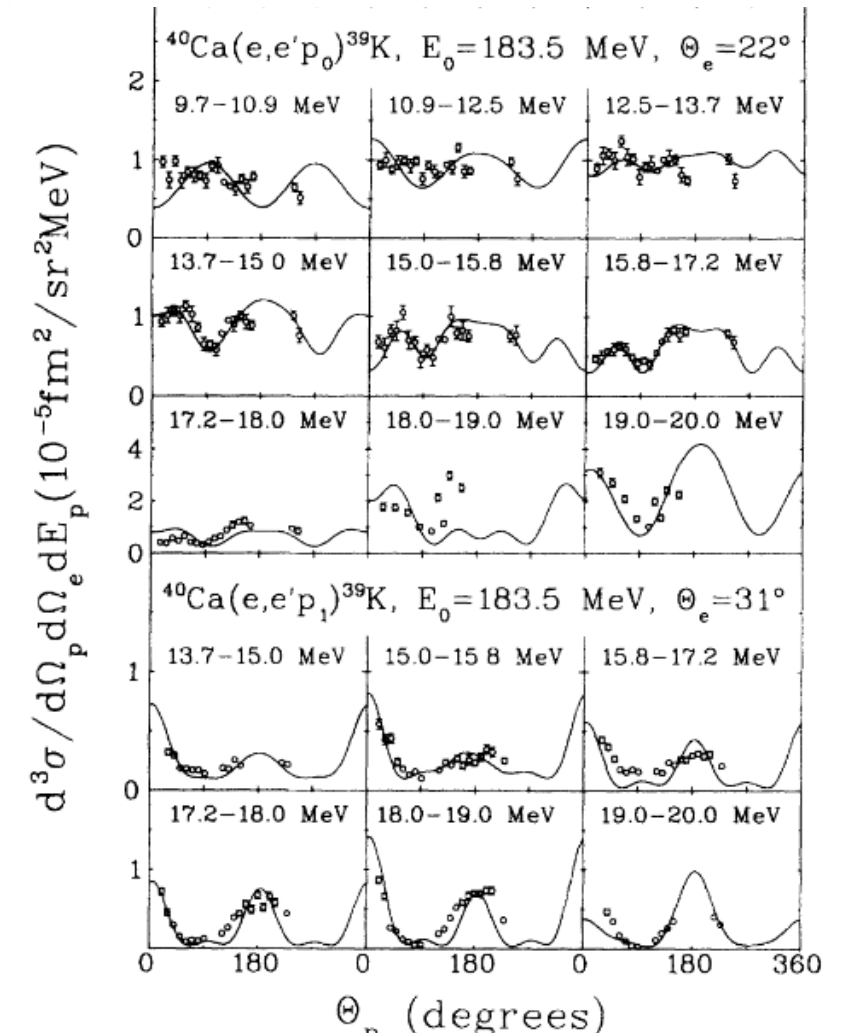 ⁴⁰Ca(e,e'p₀)³⁹K, E₀=183.5 MeV, Θₑ=22°
2
9.7−10.9 MeV 10.9−12.5 MeV 12.5−13.7 MeV
1
0
13.7−15 0 MeV 15.0−15.8 MeV 15.8−17.2 MeV
1
0
17.2−18.0 MeV 18.0−19.0 MeV 19.0−20.0 MeV
4
2
0
d³σ/dΩₚdΩₑdEₚ(10⁻⁵fm²/sr²MeV)
⁴⁰Ca(e,e'p₁)³⁹K, E₀=183.5 MeV, Θₑ=31°
13.7−15.0 MeV 15.0−15 8 MeV 15.8−17.2 MeV
1
0
17.2−18.0 MeV 18.0−19.0 MeV 19.0−20.0 MeV
1
0 180 0 180 0 180 360
Θₚ (degrees)